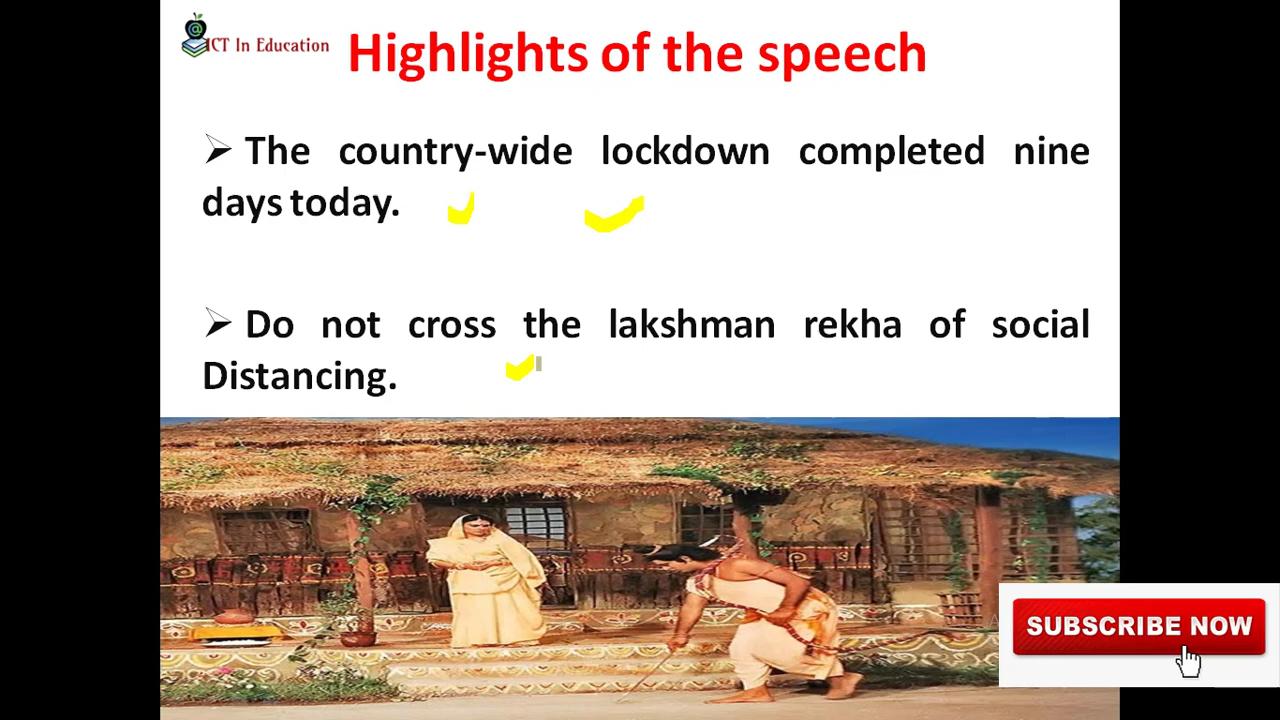 ICT In Education
Highlights of the speech
➢ The country-wide lockdown completed nine
days today.
➢ Do not cross the lakshman rekha of social
Distancing.
SUBSCRIBE NOW